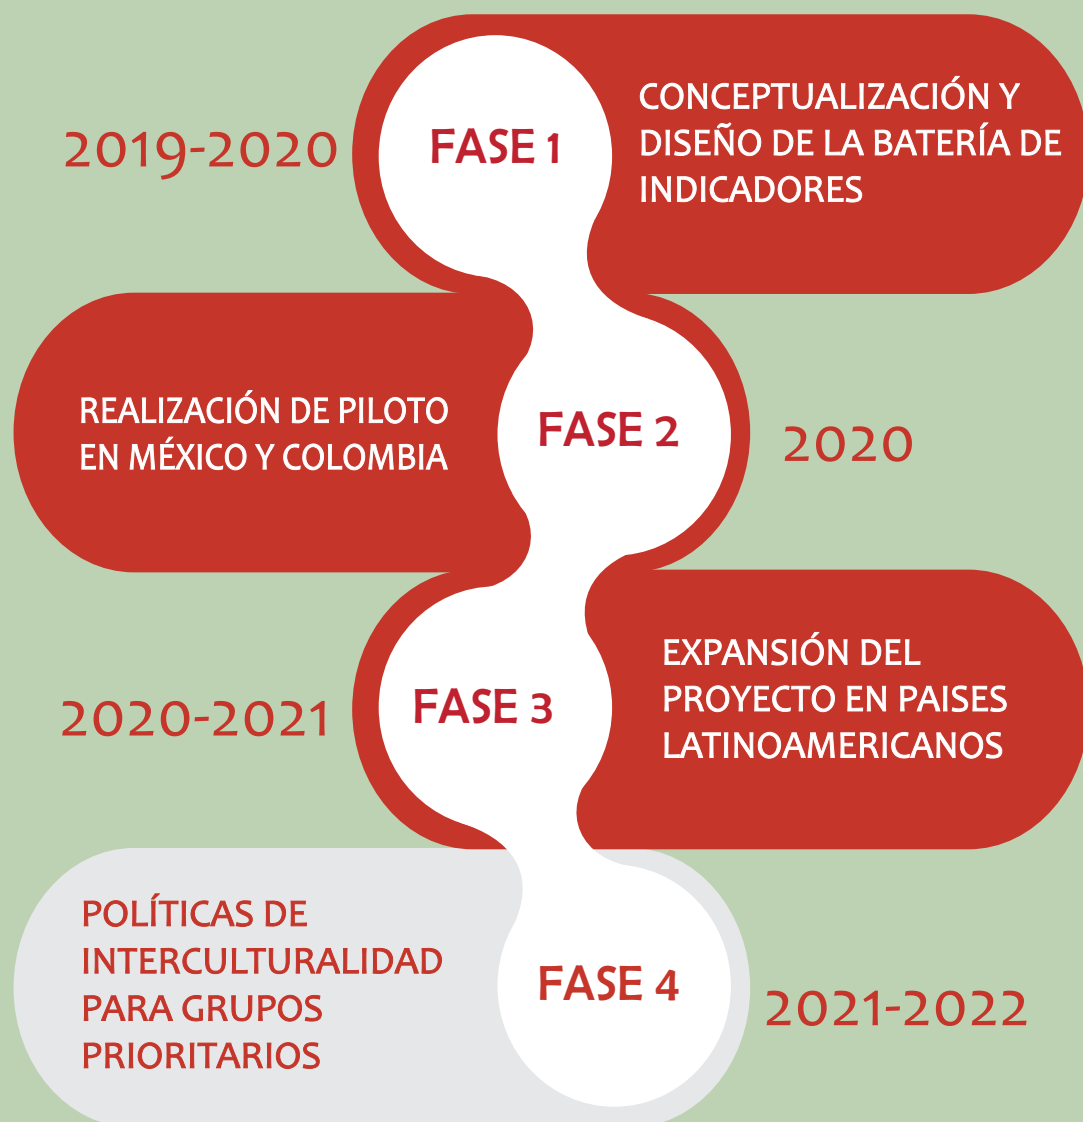 2019-2020
FASE 1
CONCEPTUALIZACIÓN Y
DISEÑO DE LA BATERÍA DE
INDICADORES
REALIZACIÓN DE PILOTO
EN MÉXICO Y COLOMBIA
FASE 2
2020
2020-2021
FASE 3
EXPANSIÓN DEL
PROYECTO EN PAISES
LATINOAMERICANOS
POLÍTICAS DE
INTERCULTURALIDAD
PARA GRUPOS
PRIORITARIOS
FASE 4
2021-2022